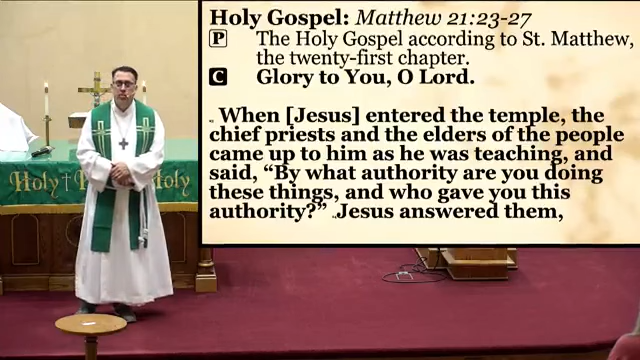 Holy Gospel: Matthew 21:23-27
P The Holy Gospel according to St. Matthew,
the twenty-first chapter.
C Glory to You, O Lord.
When [Jesus] entered the temple, the
chief priests and the elders of the people
came up to him as he was teaching, and
said, “By what authority are you doing
these things, and who gave you this
authority?” Jesus answered them,
Holy Holy